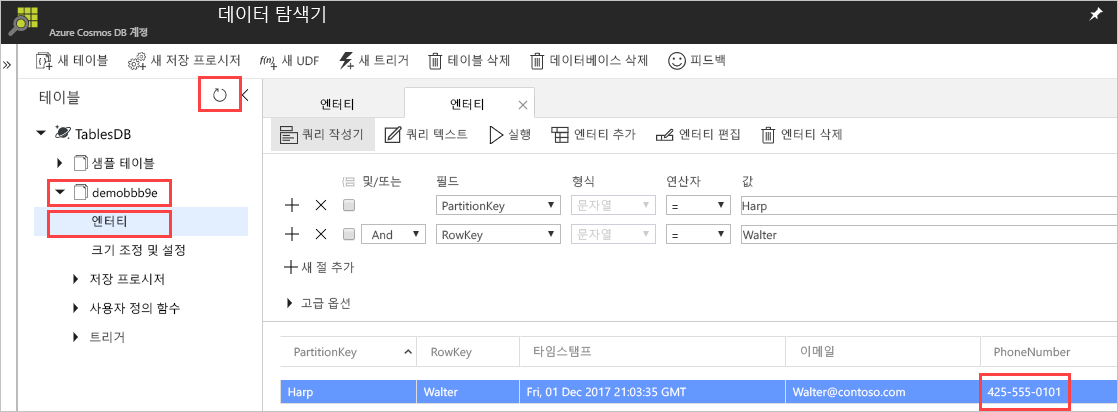 데이터 탐색기
Azure Cosmos DB 계정
새 테이블 새 저장 프로시저 f(n) 새 UDF 새 트리거 테이블 삭제 데이터베이스 삭제 피드백
테이블
TablesDB
샘플 테이블
demobbb9e
엔터티
크기 조정 및 설정
저장 프로시저
사용자 정의 함수
트리거
엔터티 엔터티
쿼리 작성기 쿼리 텍스트 실행 엔터티 추가 엔터티 편집 엔터티 삭제
및/또는 필드 형식 연산자 값
PartitionKey 문자열 = Harp
And RowKey 문자열 = Walter
새 절 추가
고급 옵션
PartitionKey RowKey 타임스탬프 이메일 PhoneNumber
Harp Walter Fri, 01 Dec 2017 21:03:35 GMT Walter@contoso.com 425-555-0101